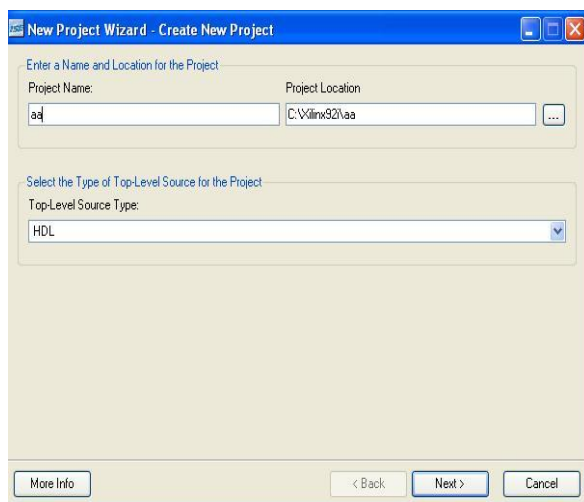 ISE New Project Wizard - Create New Project
Enter a Name and Location for the Project
Project Name: Project Location
aa C:\Xilinx92i\aa ...
Select the Type of Top-Level Source for the Project
Top-Level Source Type:
HDL
More Info < Back Next > Cancel